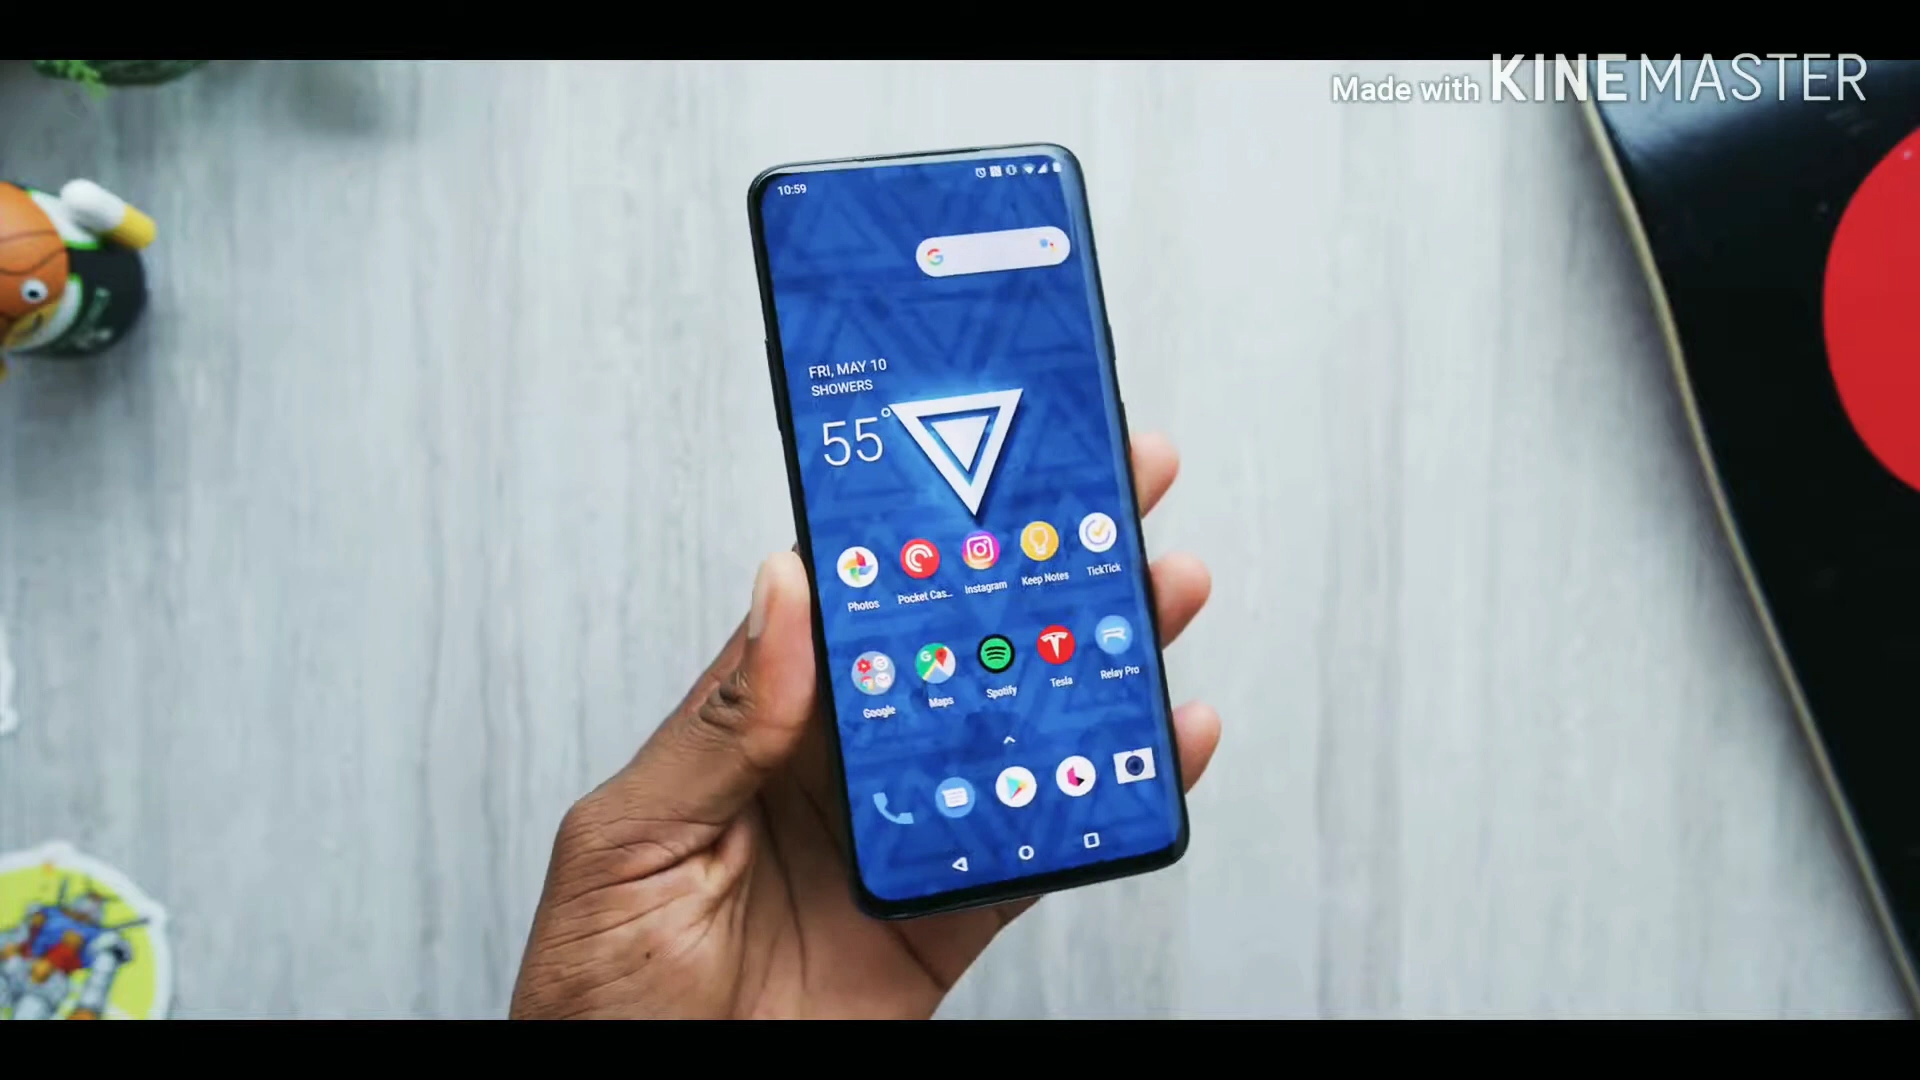 Made with KINEMASTER
10:59
FRI, MAY 10
SHOWERS
55°
Photos
Pocket Cas...
Instagram
Keep Notes
TickTick
Google
Maps
Spotify
Tesla
Relay Pro